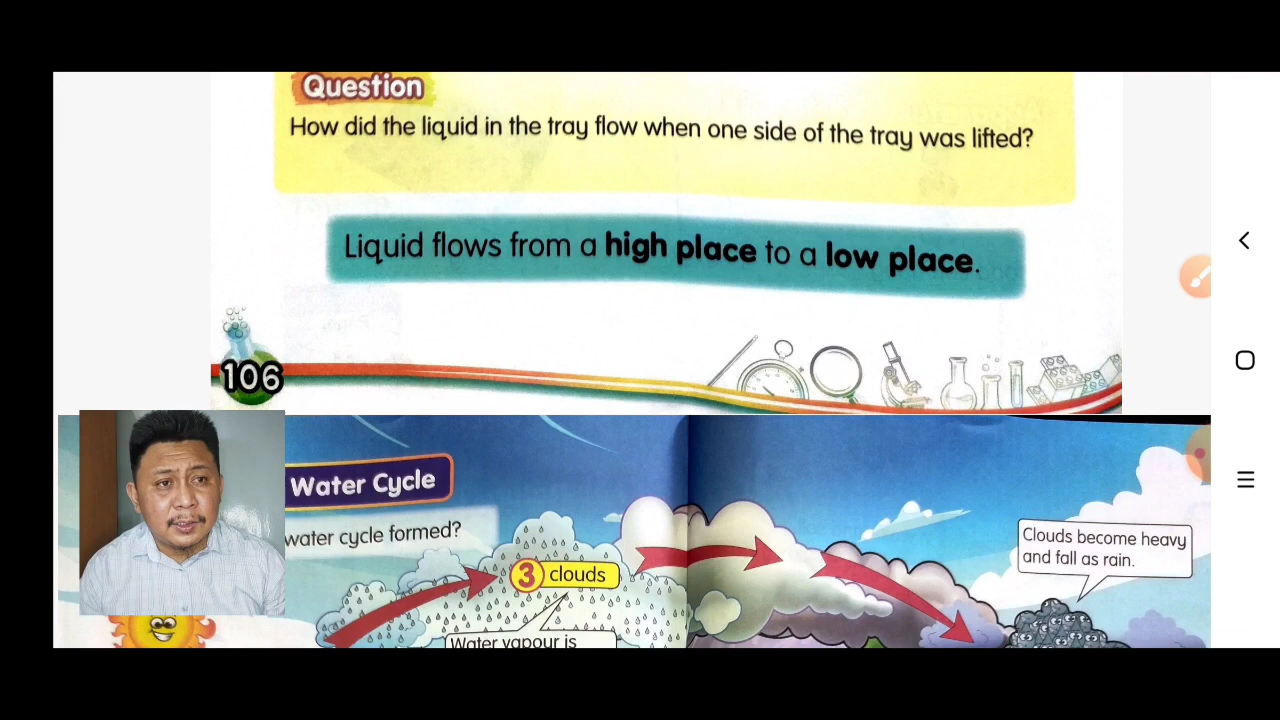 Question
How did the liquid in the tray flow when one side of the tray was lifted?
Liquid flows from a high place to a low place.
106
Water Cycle
water cycle formed?
3 clouds
Water vapour is
Clouds become heavy
and fall as rain.